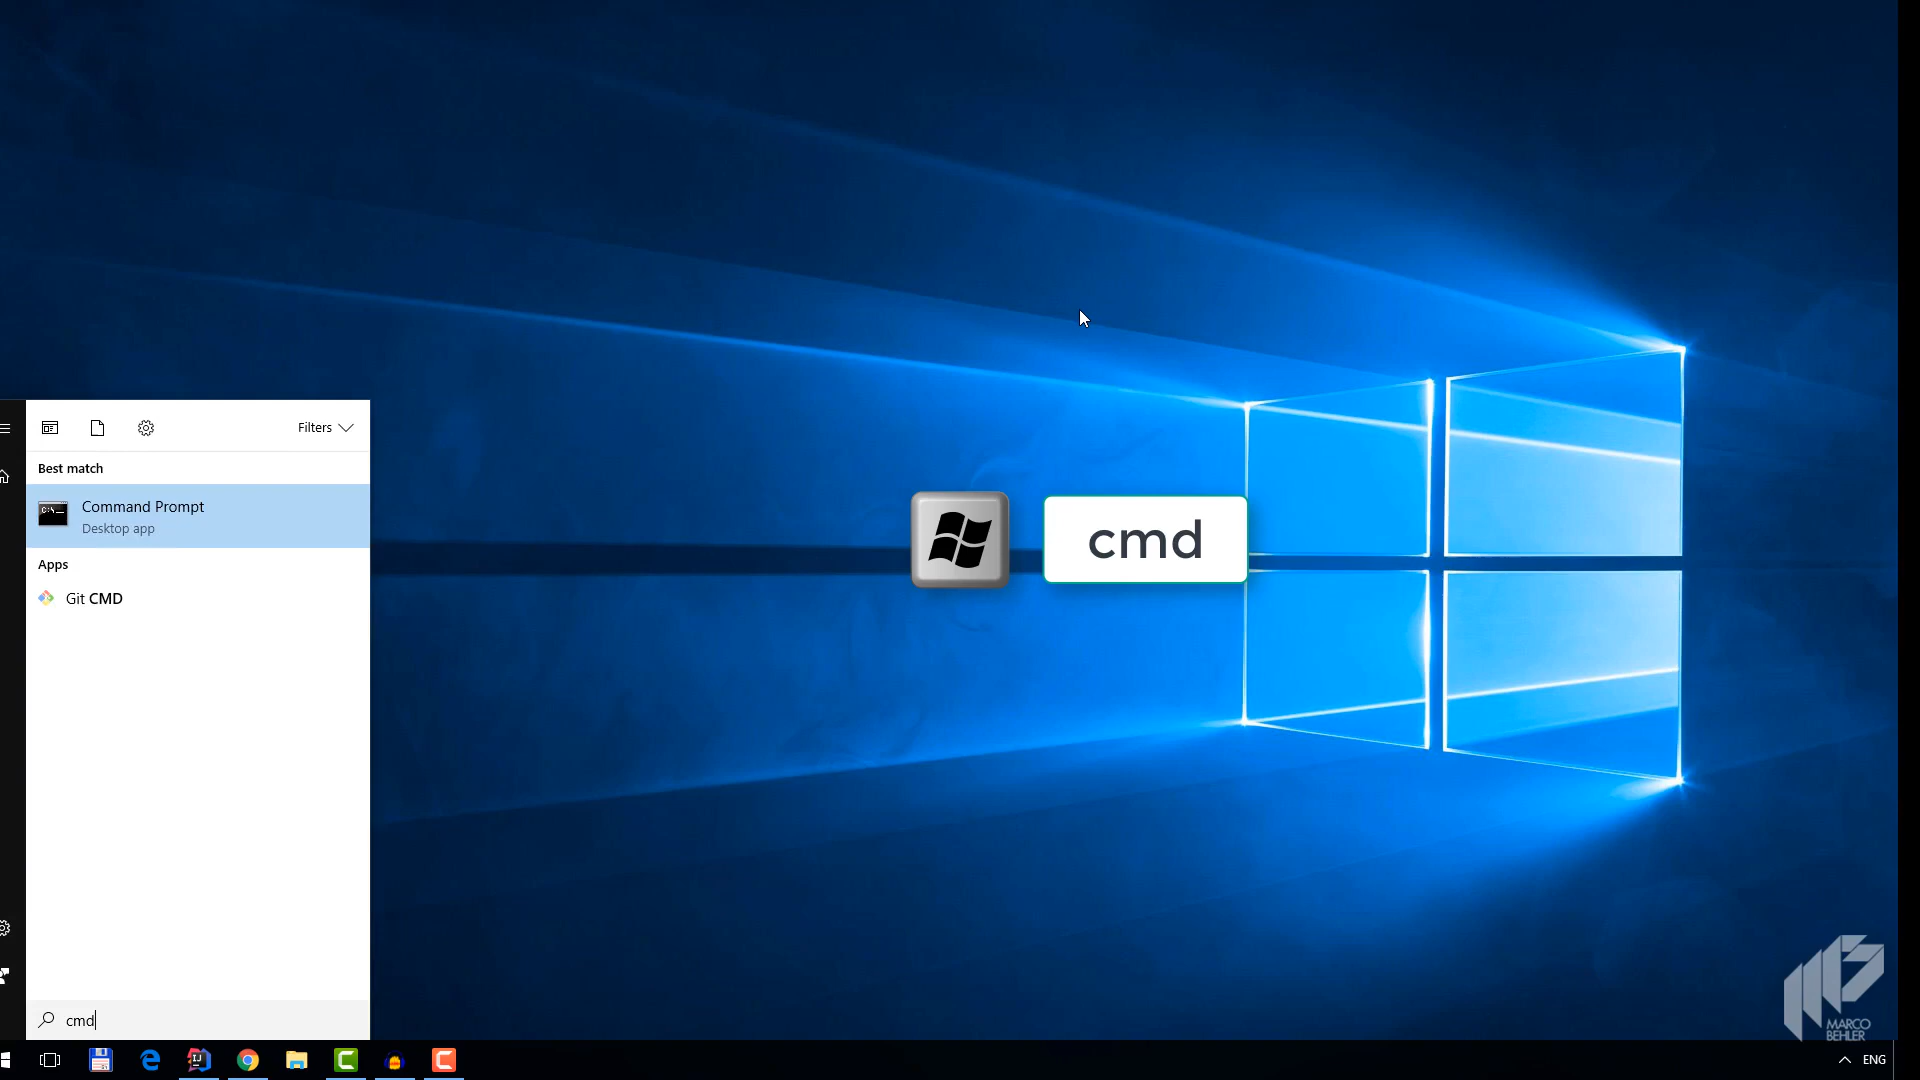 Filters
Best match
Command Prompt
Desktop app
Apps
Git CMD
cmd
cmd
MARCO
BEHLER
ENG